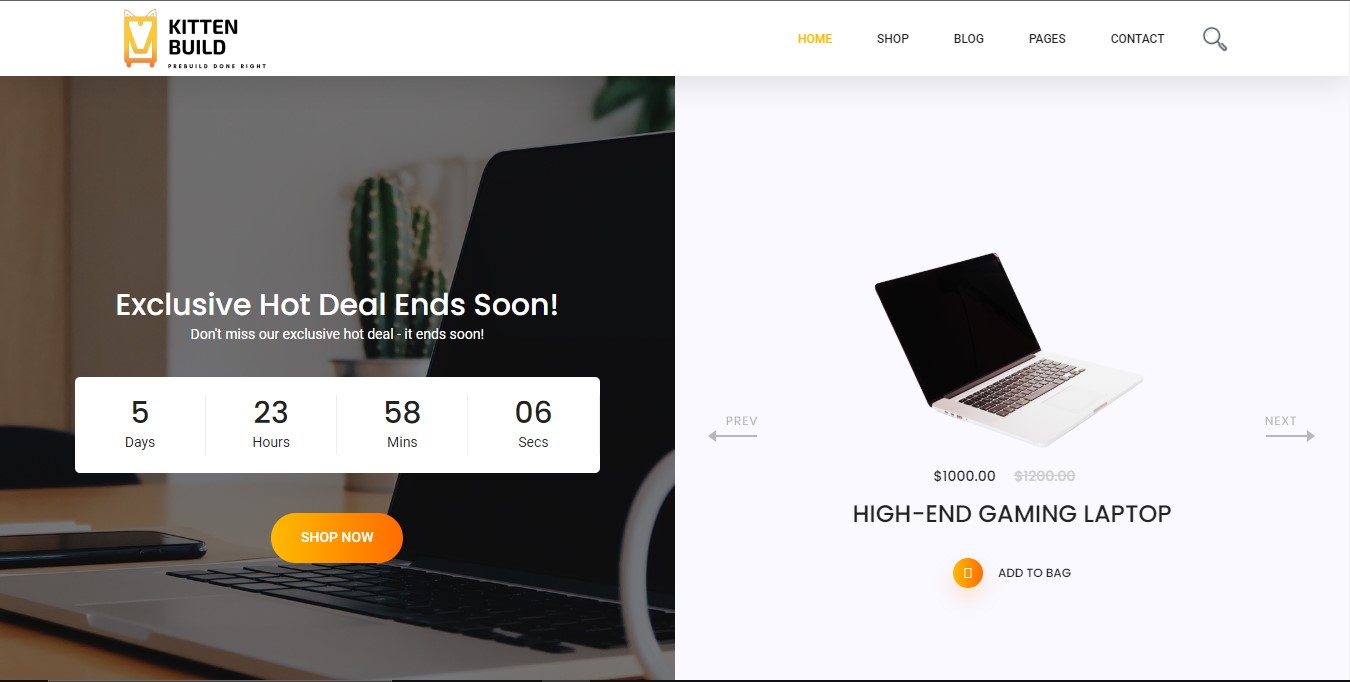 KITTEN
BUILD
PREBUILD DONE RIGHT
HOME SHOP BLOG PAGES CONTACT
Exclusive Hot Deal Ends Soon!
Don't miss our exclusive hot deal - it ends soon!
5 23 58 06
Days Hours Mins Secs
SHOP NOW
PREV
NEXT
$1000.00 $1200.00
HIGH-END GAMING LAPTOP
ADD TO BAG